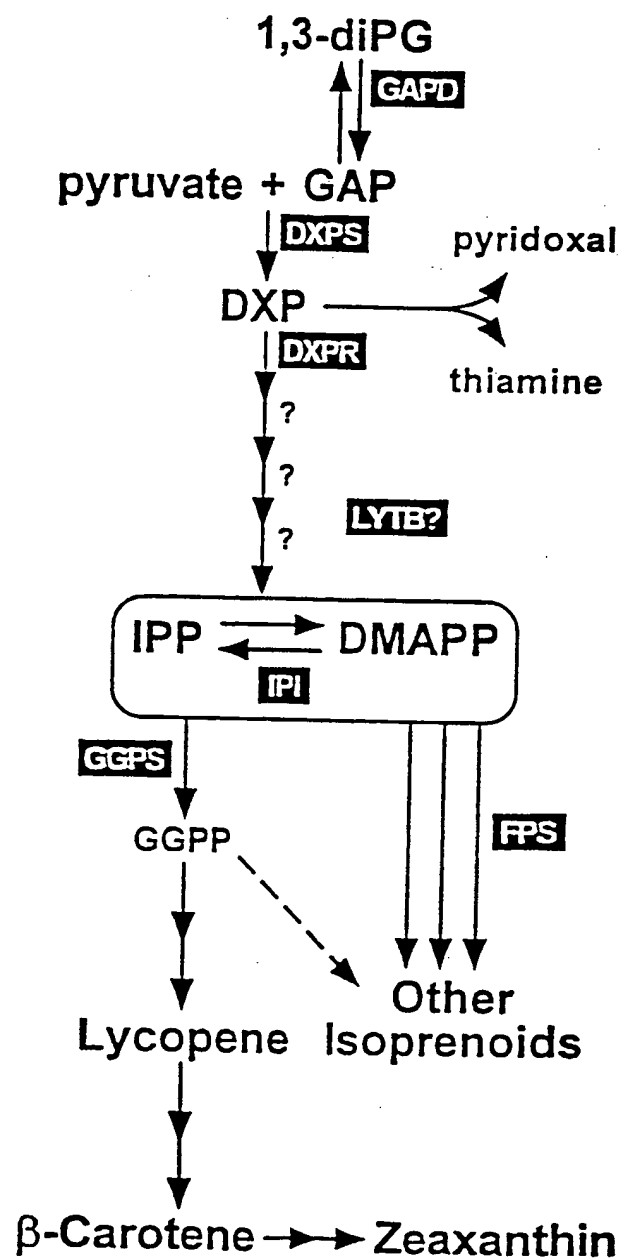 1,3-diPG
GAPD
pyruvate + GAP
DXPS
pyridoxal
DXP
DXPR
thiamine
?
?
LYTB?
?
IPP
DMAPP
IPI
GGPS
GGPP
FPS
Other
Lycopene
Isoprenoids
β-Carotene
Zeaxanthin